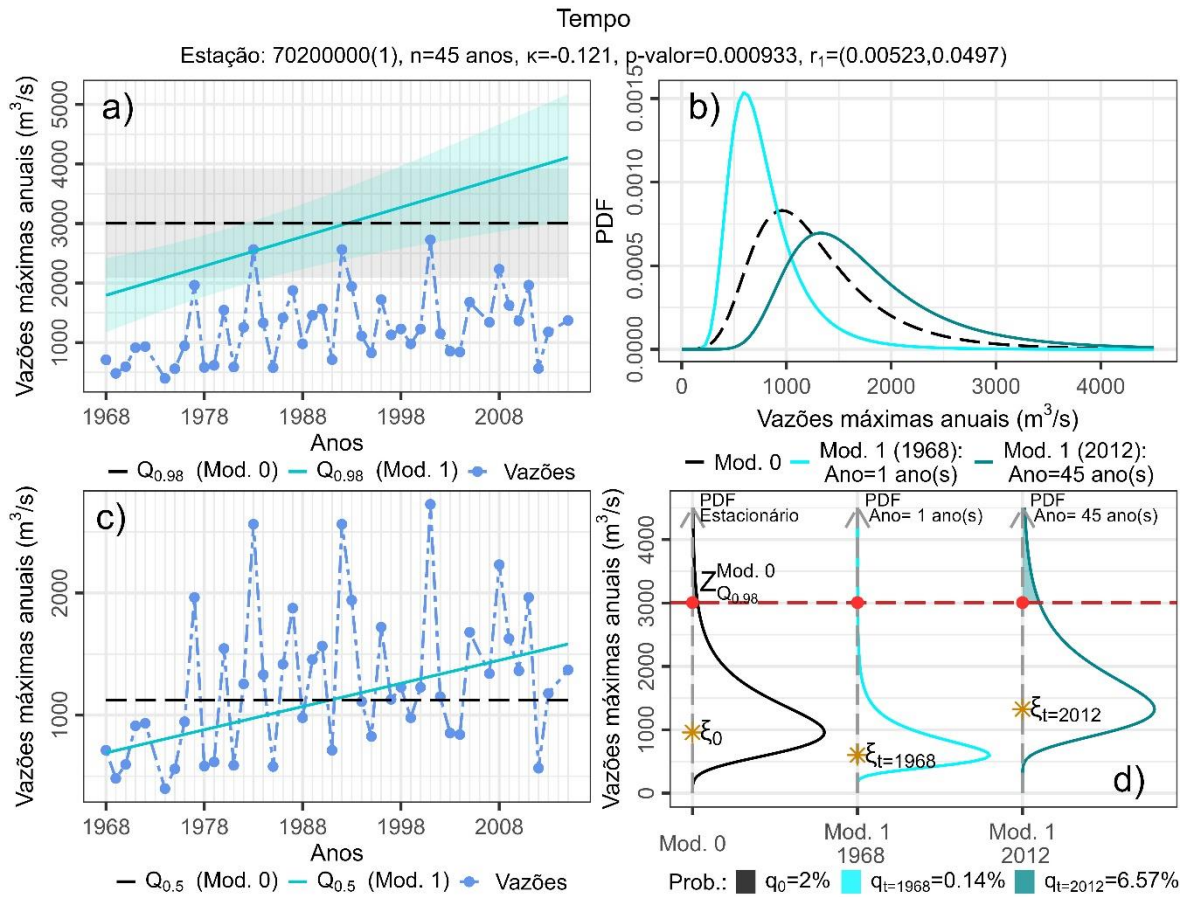 Tempo
Estação: 70200000(1), n=45 anos, κ=-0.121, p-valor=0.000933, r₁=(0.00523,0.0497)
a)
Vazões máximas anuais (m³/s)
5000
4000
3000
2000
1000
1968 1978 1988 1998 2008
Anos
Q₀.₉₈ (Mod. 0) Q₀.₉₈ (Mod. 1) Vazões
b)
PDF
0.0015
0.0010
0.0005
0.0000
0 1000 2000 3000 4000
Vazões máximas anuais (m³/s)
Mod. 0 Mod. 1 (1968): Mod. 1 (2012):
Ano=1 ano(s) Ano=45 ano(s)
c)
Vazões máximas anuais (m³/s)
2000
1000
1968 1978 1988 1998 2008
Anos
Q₀.₅ (Mod. 0) Q₀.₅ (Mod. 1) Vazões
d)
Vazões máximas anuais (m³/s)
4000
3000
2000
1000
0
PDF PDF PDF
Estacionário Ano= 1 ano(s) Ano= 45 ano(s)
Z Mod. 0 Q₀.₉₈
ξ₀
ξt=1968
ξt=2012
Mod. 0 Mod. 1 Mod. 1
1968 2012
Prob.: q₀=2% qt=1968=0.14% qt=2012=6.57%